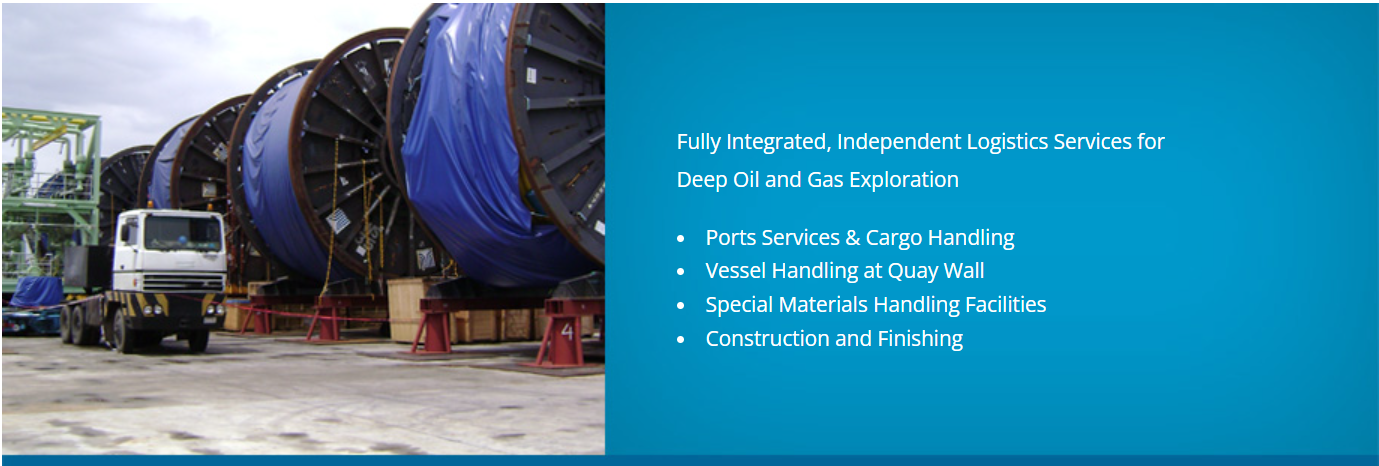 Fully Integrated, Independent Logistics Services for
Deep Oil and Gas Exploration
• Ports Services & Cargo Handling
• Vessel Handling at Quay Wall
• Special Materials Handling Facilities
• Construction and Finishing
4